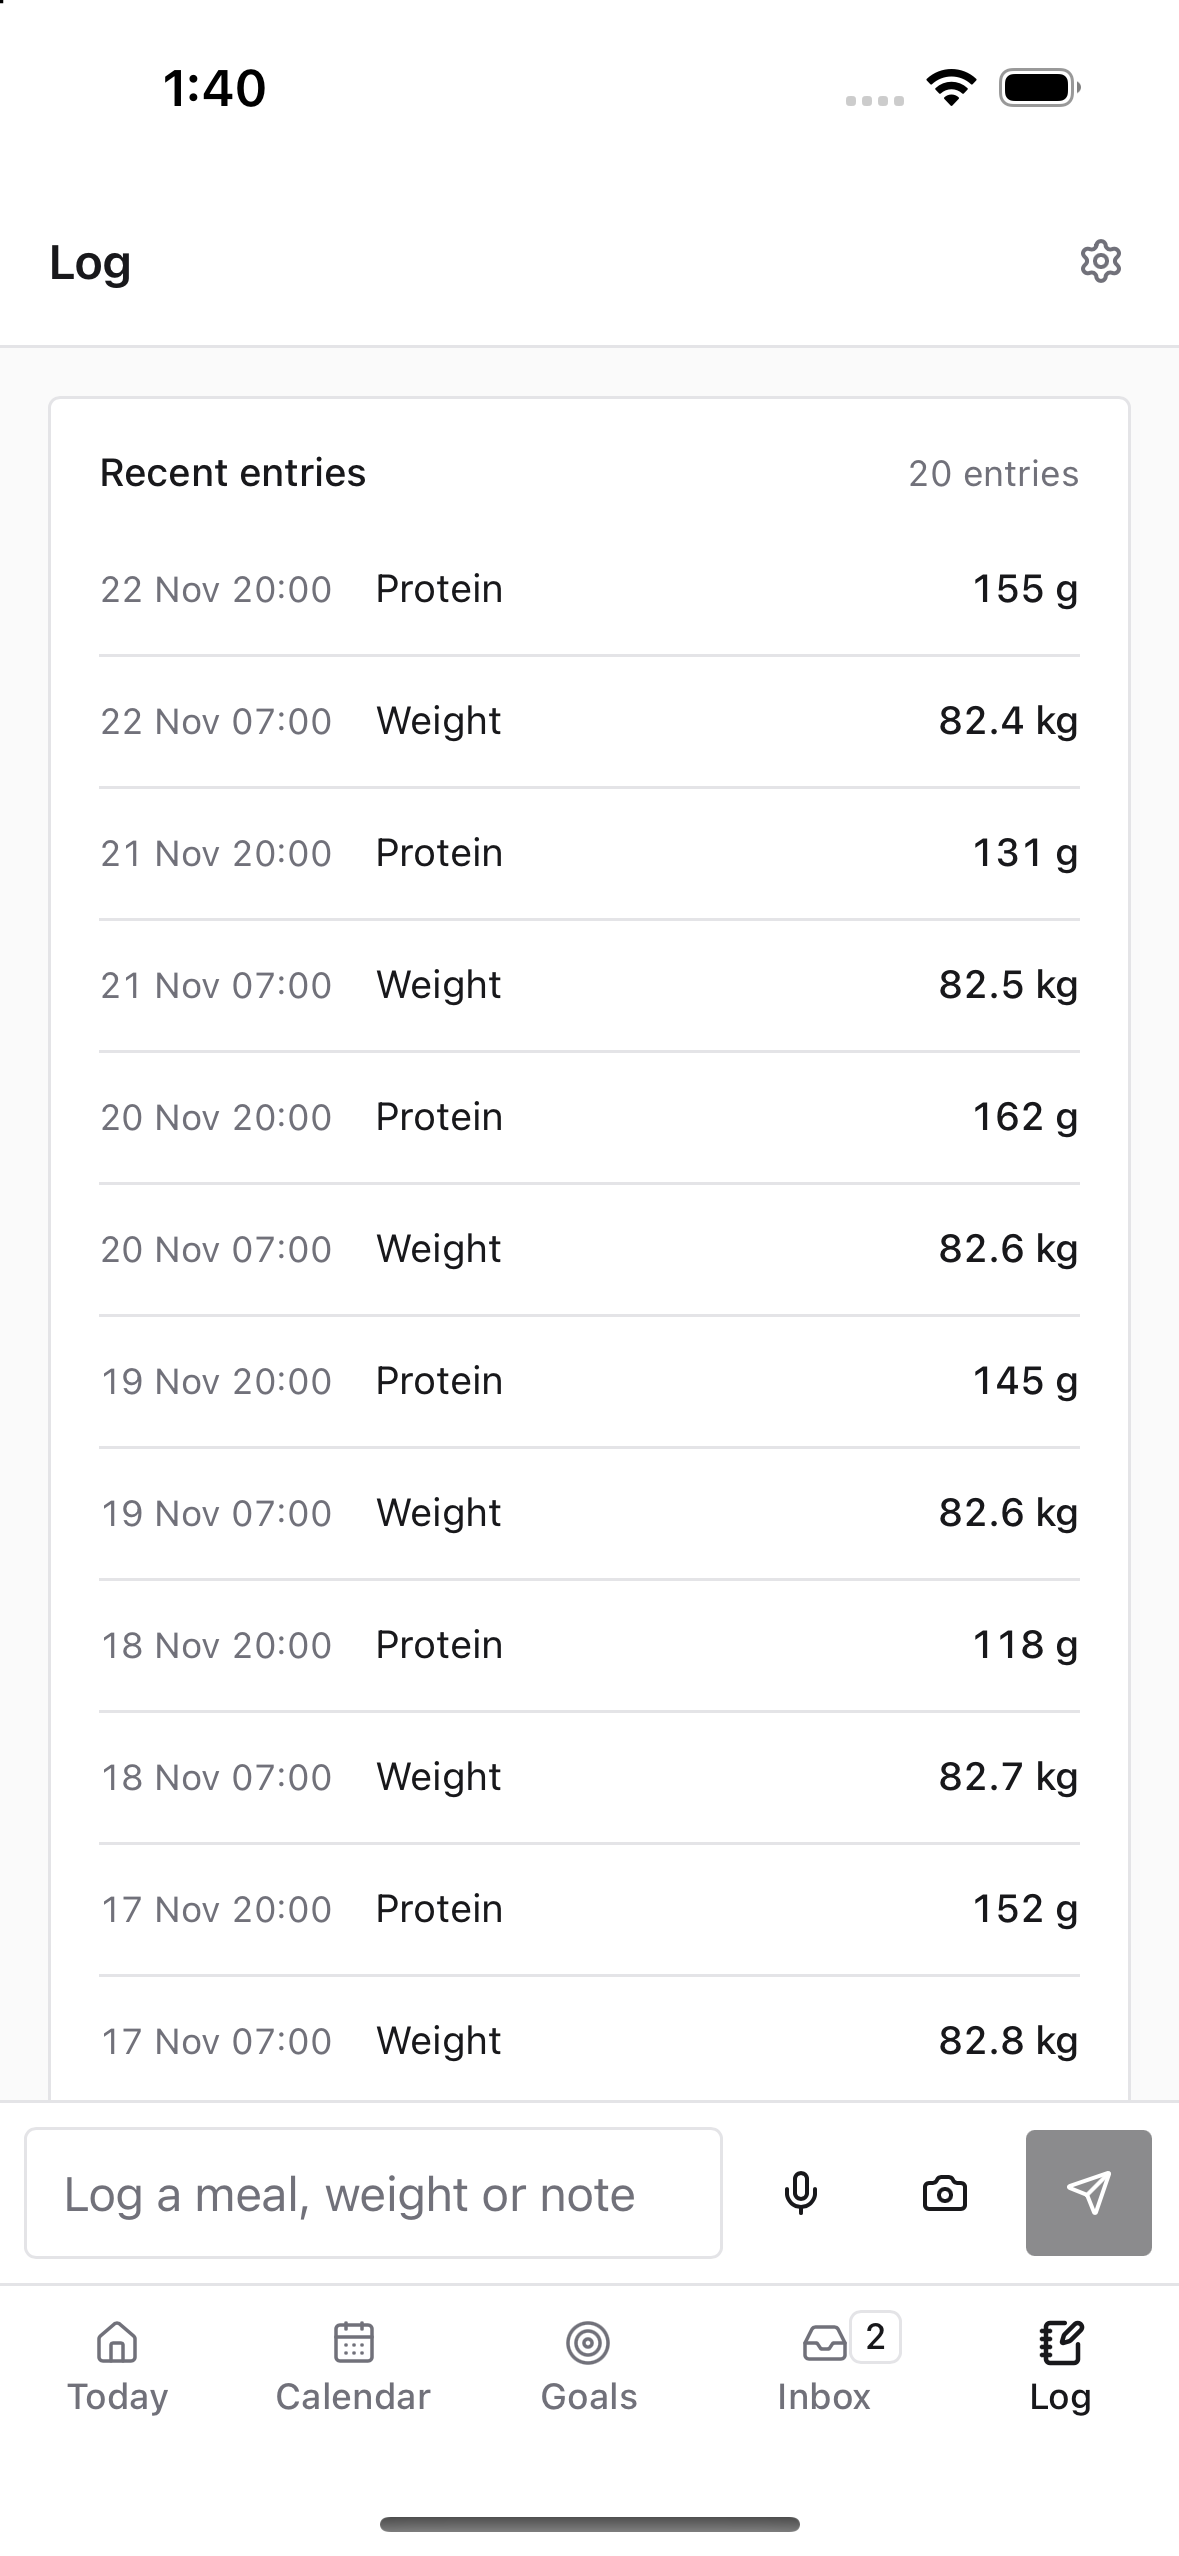 1:40
Log
Recent entries 20 entries
22 Nov 20:00 Protein 155 g
22 Nov 07:00 Weight 82.4 kg
21 Nov 20:00 Protein 131 g
21 Nov 07:00 Weight 82.5 kg
20 Nov 20:00 Protein 162 g
20 Nov 07:00 Weight 82.6 kg
19 Nov 20:00 Protein 145 g
19 Nov 07:00 Weight 82.6 kg
18 Nov 20:00 Protein 118 g
18 Nov 07:00 Weight 82.7 kg
17 Nov 20:00 Protein 152 g
17 Nov 07:00 Weight 82.8 kg
Log a meal, weight or note
2
Today Calendar Goals Inbox Log